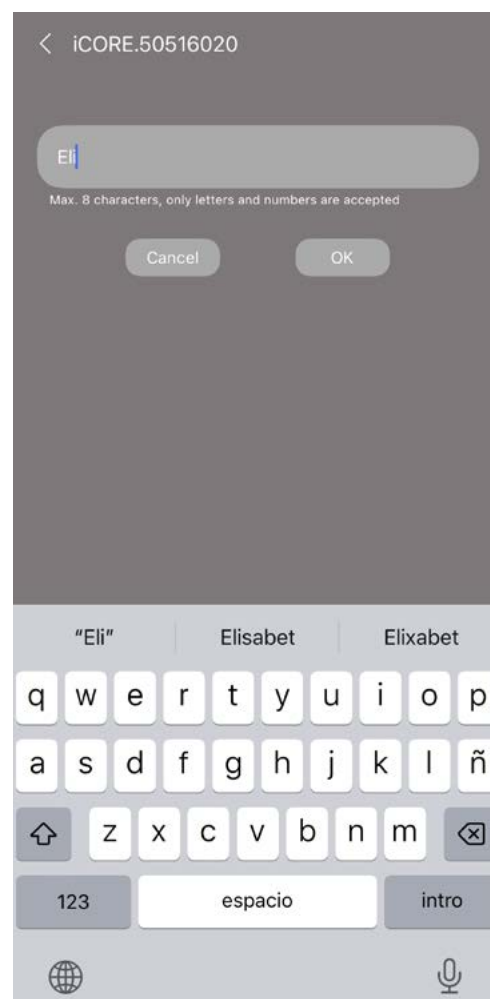 iCORE.50516020
Eli
Max. 8 characters, only letters and numbers are accepted
Cancel OK
"Eli" Elisabet Elixabet
q w e r t y u i o p
a s d f g h j k l ñ
z x c v b n m
123 espacio intro